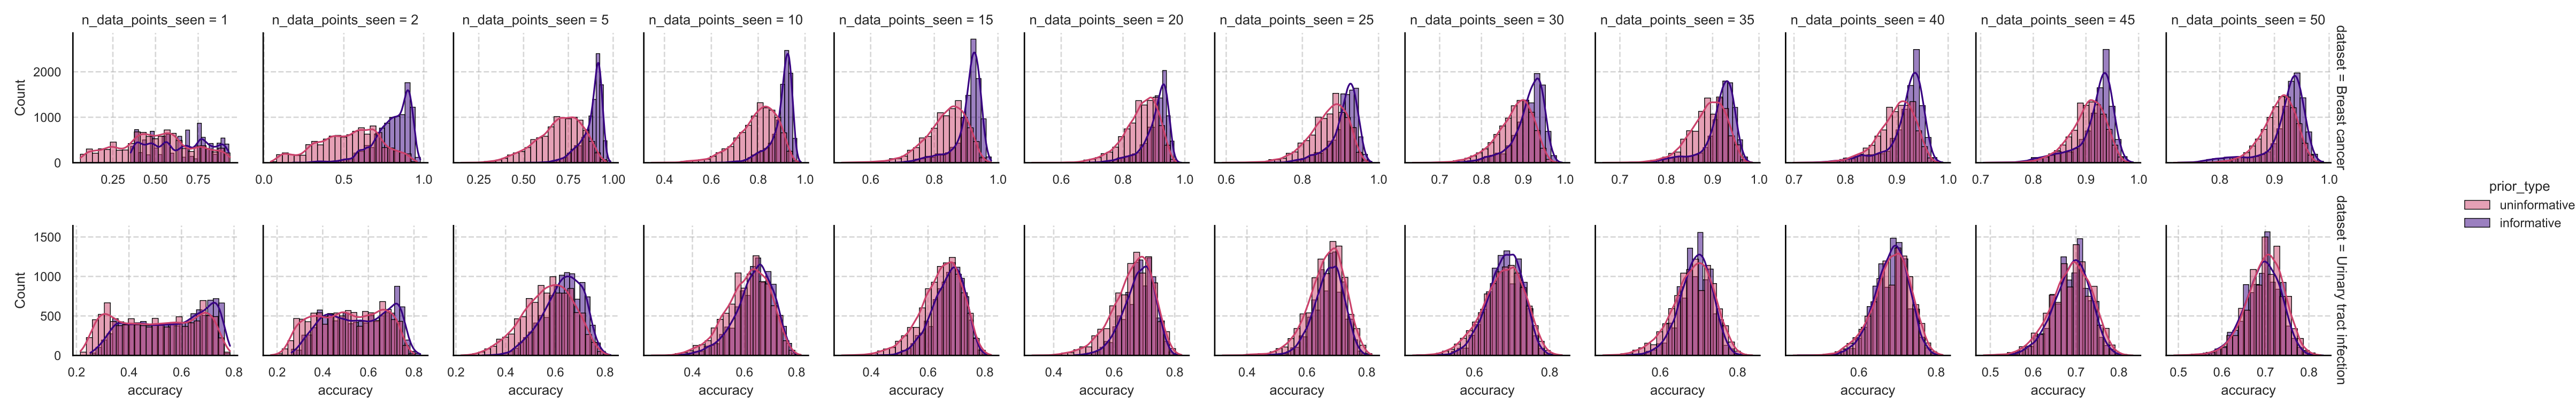 n_data_points_seen = 1
n_data_points_seen = 2
n_data_points_seen = 5
n_data_points_seen = 10
n_data_points_seen = 15
n_data_points_seen = 20
n_data_points_seen = 25
n_data_points_seen = 30
n_data_points_seen = 35
n_data_points_seen = 40
n_data_points_seen = 45
n_data_points_seen = 50
Count
2000
1000
0
dataset = Breast cancer
0.25 0.50 0.75
0.0 0.5 1.0
0.25 0.50 0.75 1.00
0.4 0.6 0.8 1.0
0.6 0.8 1.0
0.6 0.8 1.0
0.6 0.8 1.0
0.7 0.8 0.9 1.0
0.7 0.8 0.9 1.0
0.7 0.8 0.9 1.0
0.7 0.8 0.9 1.0
0.8 0.9 1.0
prior_type
uninformative
informative
Count
1500
1000
500
0
dataset = Urinary tract infection
0.2 0.4 0.6 0.8
0.2 0.4 0.6 0.8
0.2 0.4 0.6 0.8
0.4 0.6 0.8
0.4 0.6 0.8
0.4 0.6 0.8
0.4 0.6 0.8
0.6 0.8
0.6 0.8
0.6 0.8
0.5 0.6 0.7 0.8
0.5 0.6 0.7 0.8
accuracy
accuracy
accuracy
accuracy
accuracy
accuracy
accuracy
accuracy
accuracy
accuracy
accuracy
accuracy